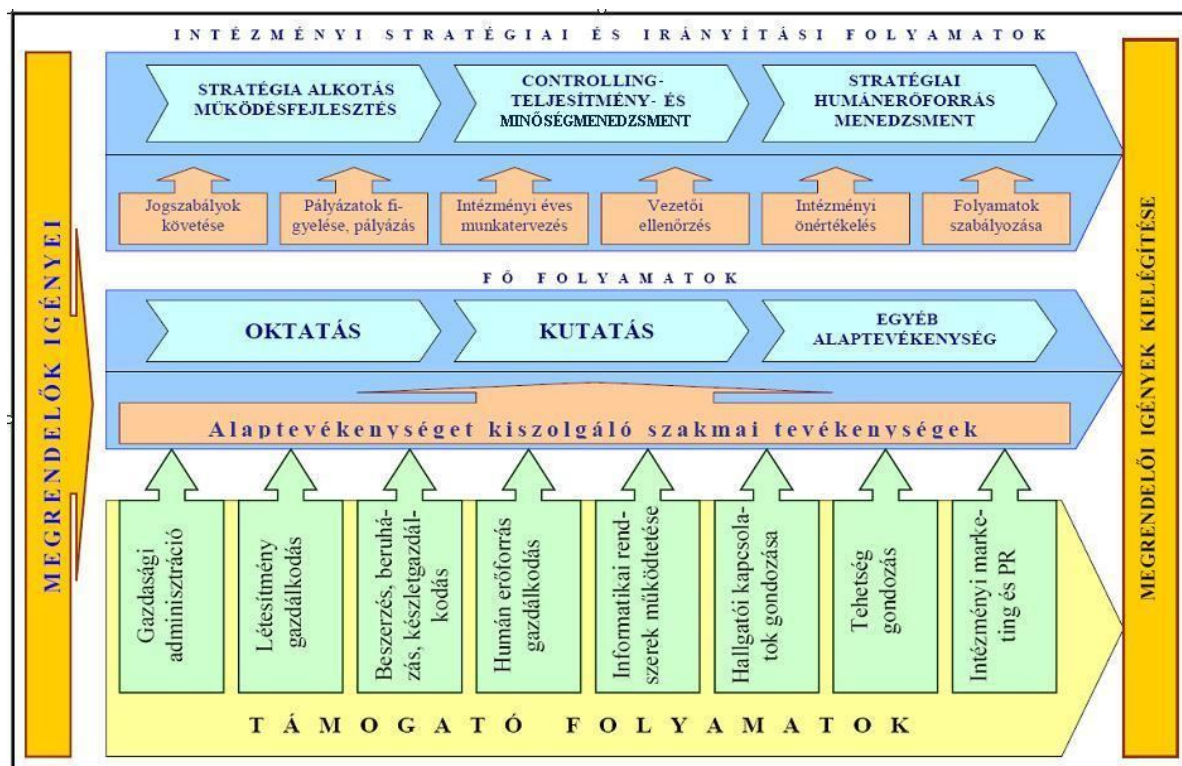 INTÉZMÉNYI STRATÉGIAI ÉS IRÁNYÍTÁSI FOLYAMATOK
MEGRENDELŐK IGÉNYEI
STRATÉGIA ALKOTÁS
MŰKÖDÉSFEJLESZTÉS
CONTROLLING-
TELJESÍTMÉNY- ÉS
MINŐSÉGMENEDZSMENT
STRATÉGIAI
HUMÁNERŐFORRÁS
MENEDZSMENT
Jogszabályok
követése
Pályázatok fi-
gyelése, pályázás
Intézményi éves
munkatervezés
Vezetői
ellenőrzés
Intézményi
önértékelés
Folyamatok
szabályozása
FŐ FOLYAMATOK
OKTATÁS
KUTATÁS
EGYÉB
ALAPTEVÉKENYSÉG
Alaptevékenységet kiszolgáló szakmai tevékenységek
Gazdasági
adminisztráció
Létesítmény
gazdálkodás
Beszerzés, beruhá-
zás, készletgazdál-
kodás
Humán erőforrás
gazdálkodás
Informatikai rend-
szerek működtetése
Hallgatói kapcsola-
tok gondozása
Tehetség
gondozás
Intézményi marke-
ting és PR
TÁMOGATÓ FOLYAMATOK
MEGRENDELŐI IGÉNYEK KIELÉGÍTÉSE